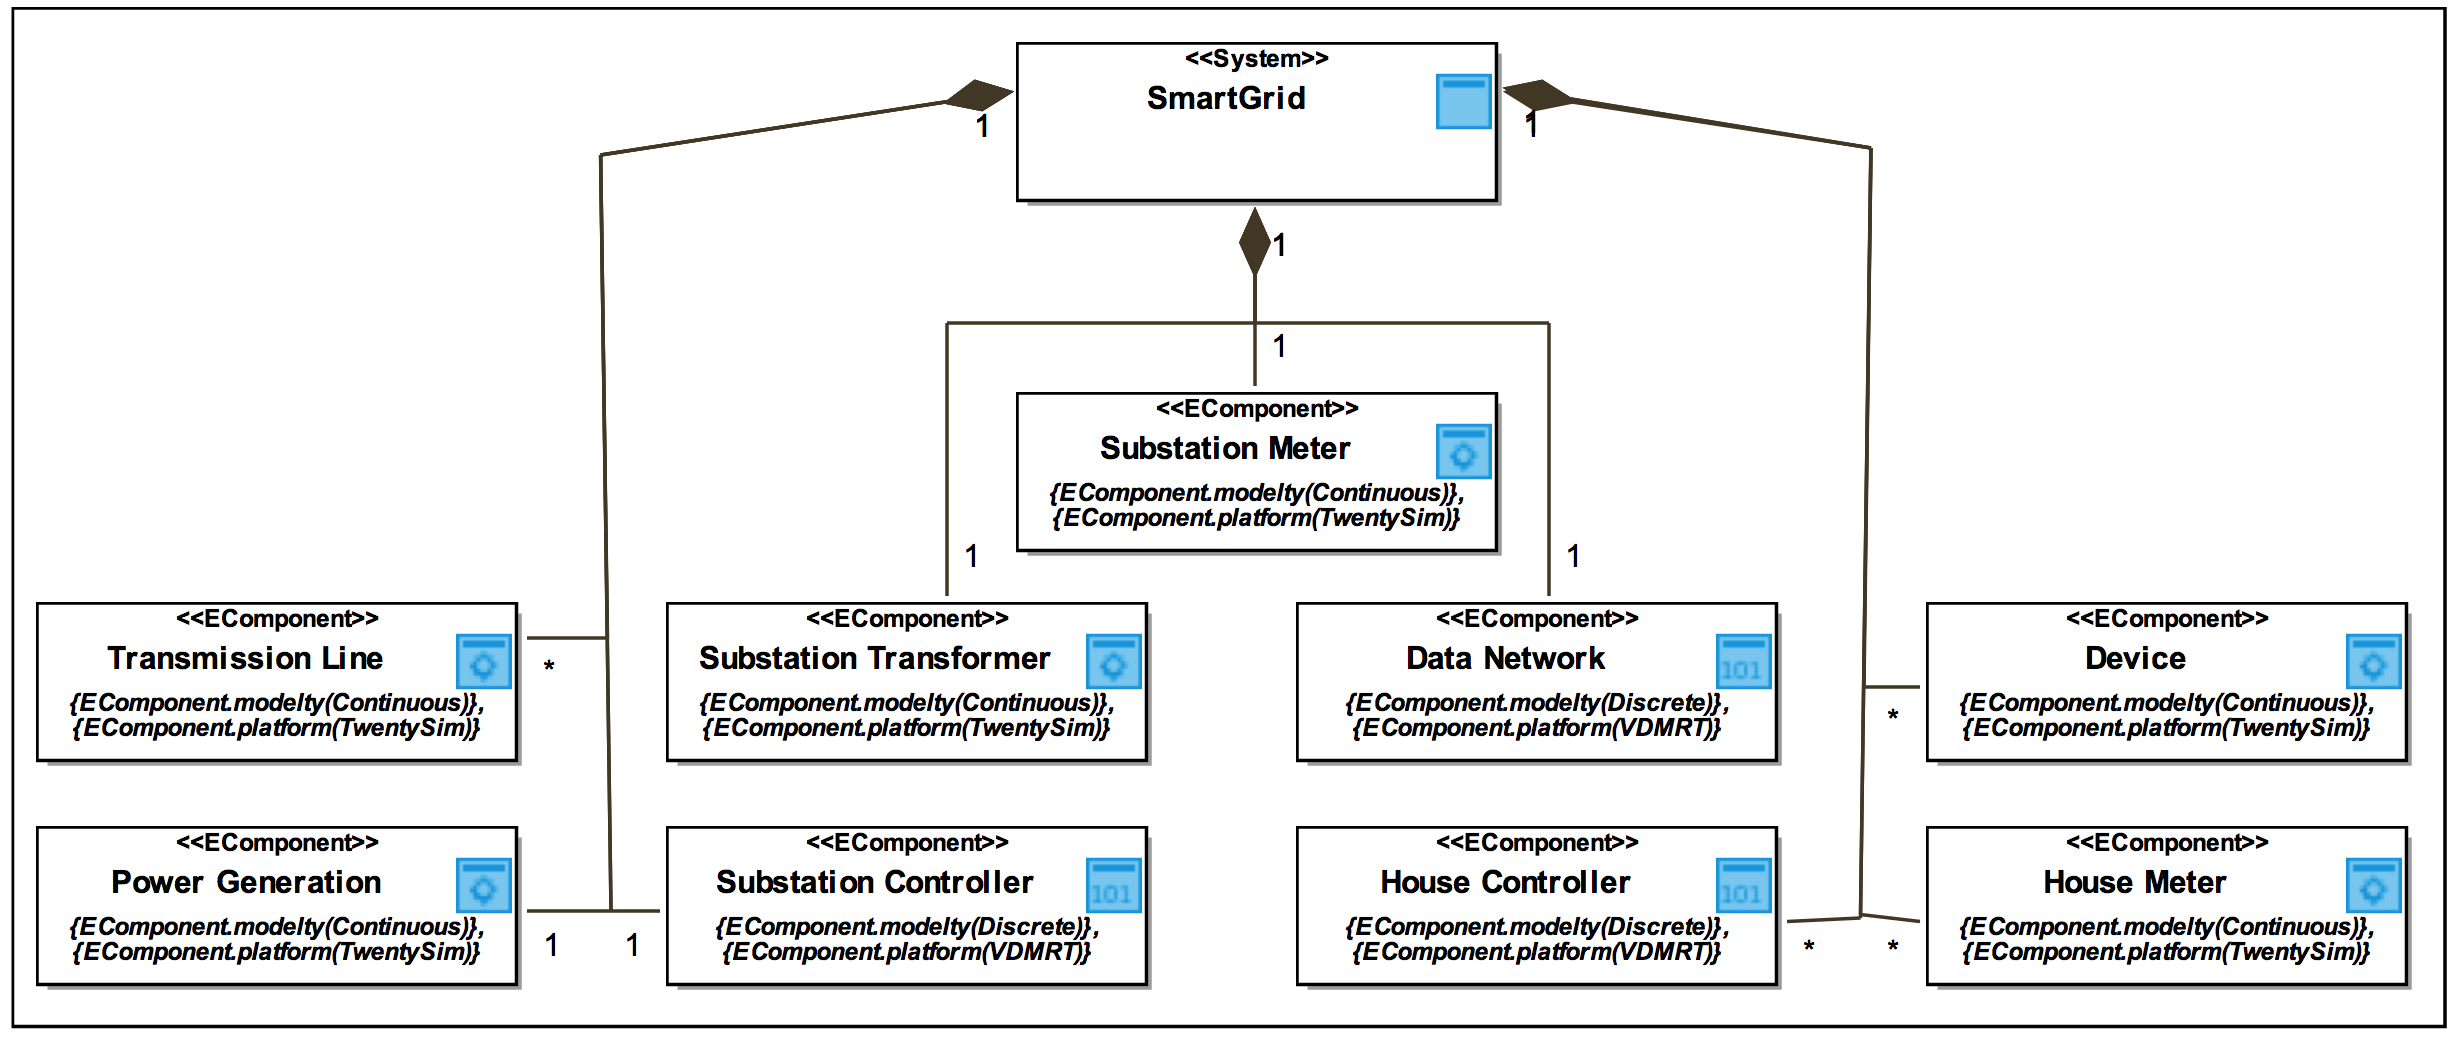 <<System>>
SmartGrid
1
1
1
1
<<EComponent>>
Substation Meter
{EComponent.modelty(Continuous)},
{EComponent.platform(TwentySim)}
1
1
<<EComponent>>
Transmission Line
{EComponent.modelty(Continuous)},
{EComponent.platform(TwentySim)}
*
<<EComponent>>
Substation Transformer
{EComponent.modelty(Continuous)},
{EComponent.platform(TwentySim)}
<<EComponent>>
Data Network
101
{EComponent.modelty(Discrete)},
{EComponent.platform(VDMRT)}
*
<<EComponent>>
Device
{EComponent.modelty(Continuous)},
{EComponent.platform(TwentySim)}
<<EComponent>>
Power Generation
{EComponent.modelty(Continuous)},
{EComponent.platform(TwentySim)}
1
1
<<EComponent>>
Substation Controller
101
{EComponent.modelty(Discrete)},
{EComponent.platform(VDMRT)}
<<EComponent>>
House Controller
101
{EComponent.modelty(Discrete)},
{EComponent.platform(VDMRT)}
*
*
<<EComponent>>
House Meter
{EComponent.modelty(Continuous)},
{EComponent.platform(TwentySim)}